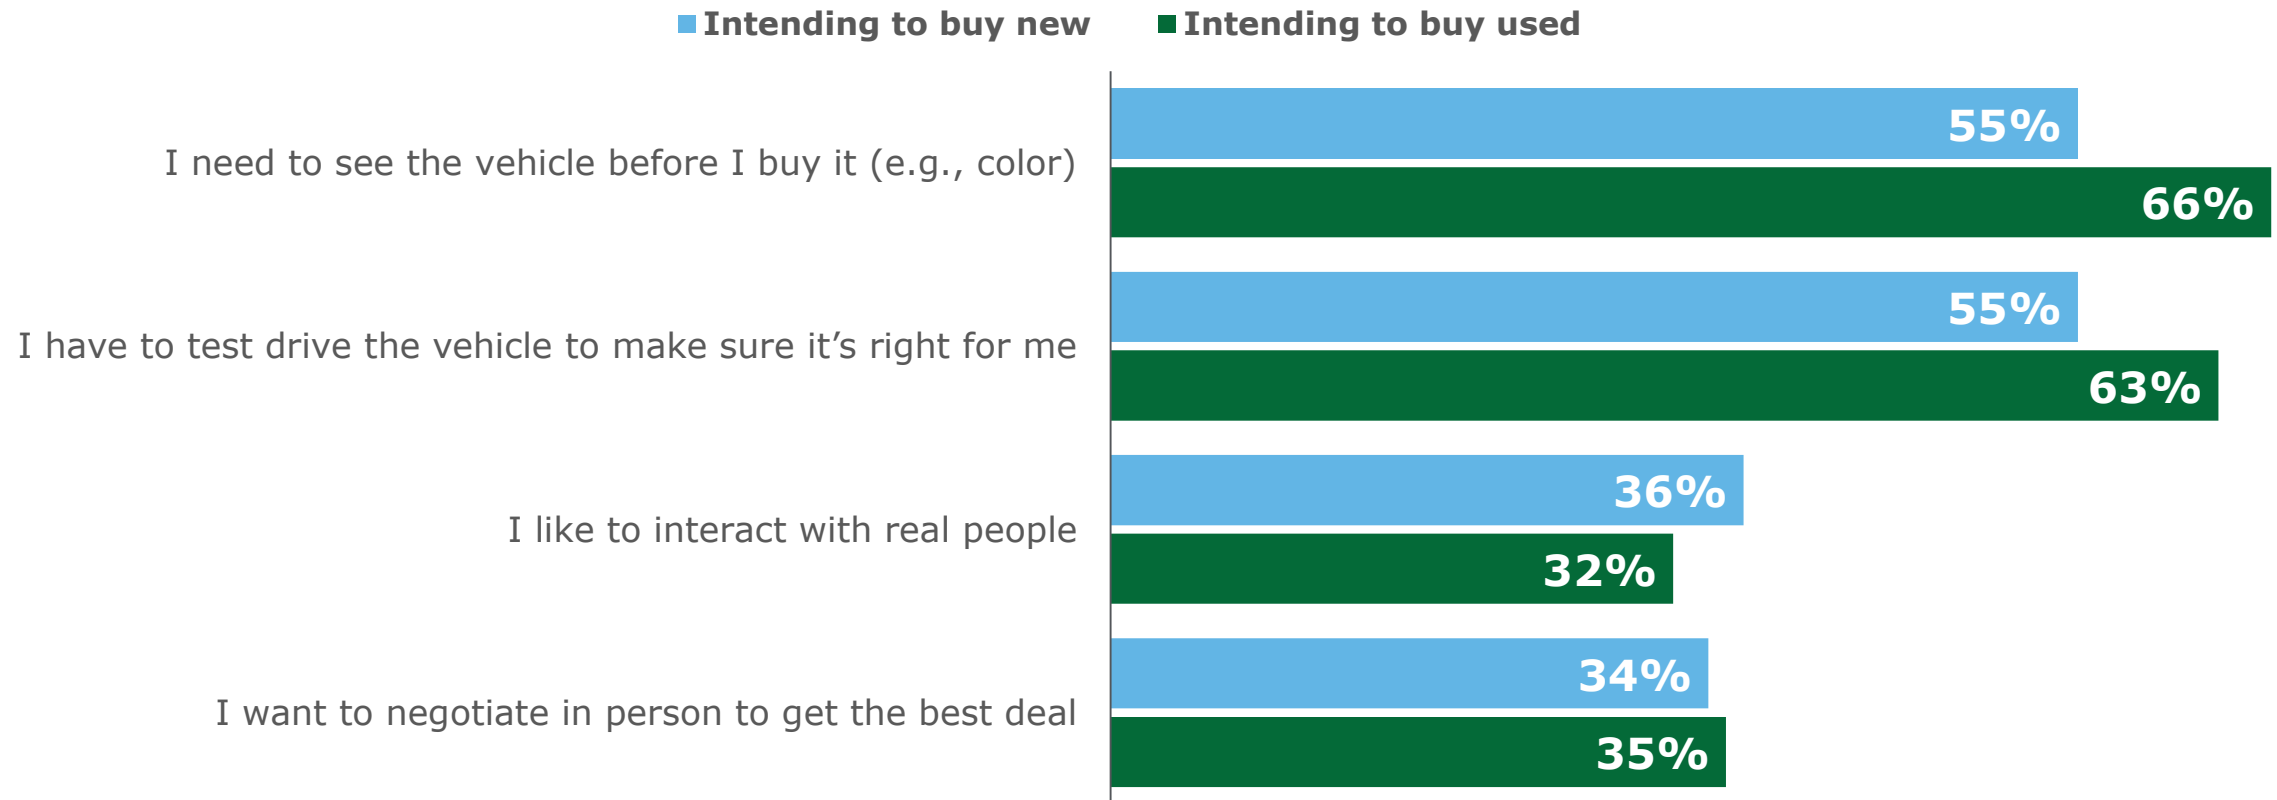 Intending to buy new Intending to buy used
I need to see the vehicle before I buy it (e.g., color)
55%
66%
I have to test drive the vehicle to make sure it’s right for me
55%
63%
I like to interact with real people
36%
32%
I want to negotiate in person to get the best deal
34%
35%